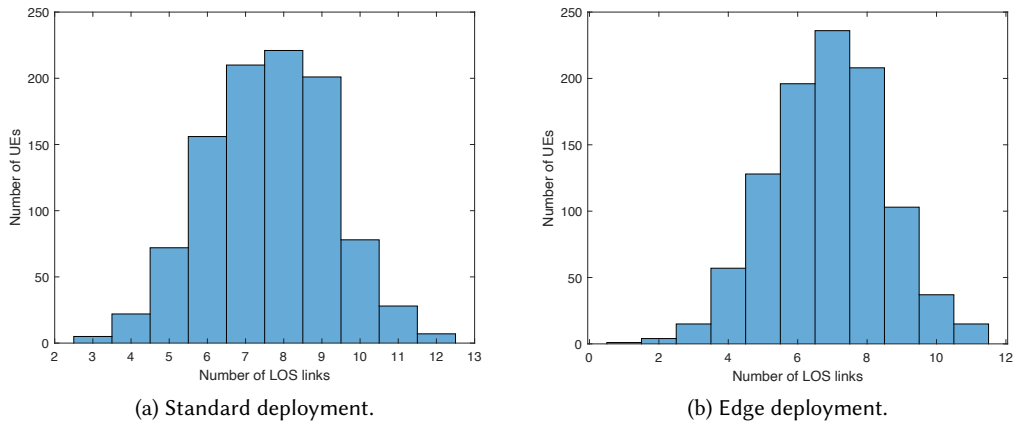 250
200
150
100
50
0
Number of UEs
2 3 4 5 6 7 8 9 10 11 12 13
Number of LOS links
(a) Standard deployment.
250
200
150
100
50
0
Number of UEs
0 2 4 6 8 10 12
Number of LOS links
(b) Edge deployment.